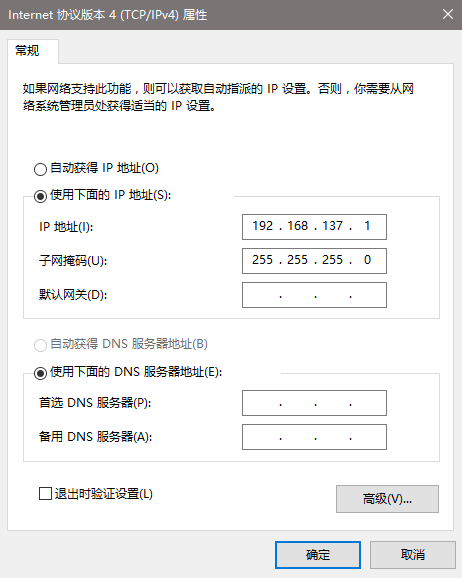 Internet 协议版本 4 (TCP/IPv4) 属性
常规
如果网络支持此功能，则可以获取自动指派的 IP 设置。否则，你需要从网
络系统管理员处获得适当的 IP 设置。
自动获得 IP 地址(O)
使用下面的 IP 地址(S):
IP 地址(I): 192 . 168 . 137 . 1
子网掩码(U): 255 . 255 . 255 . 0
默认网关(D): . . .
自动获得 DNS 服务器地址(B)
使用下面的 DNS 服务器地址(E):
首选 DNS 服务器(P): . . .
备用 DNS 服务器(A): . . .
退出时验证设置(L)
高级(V)...
确定 取消